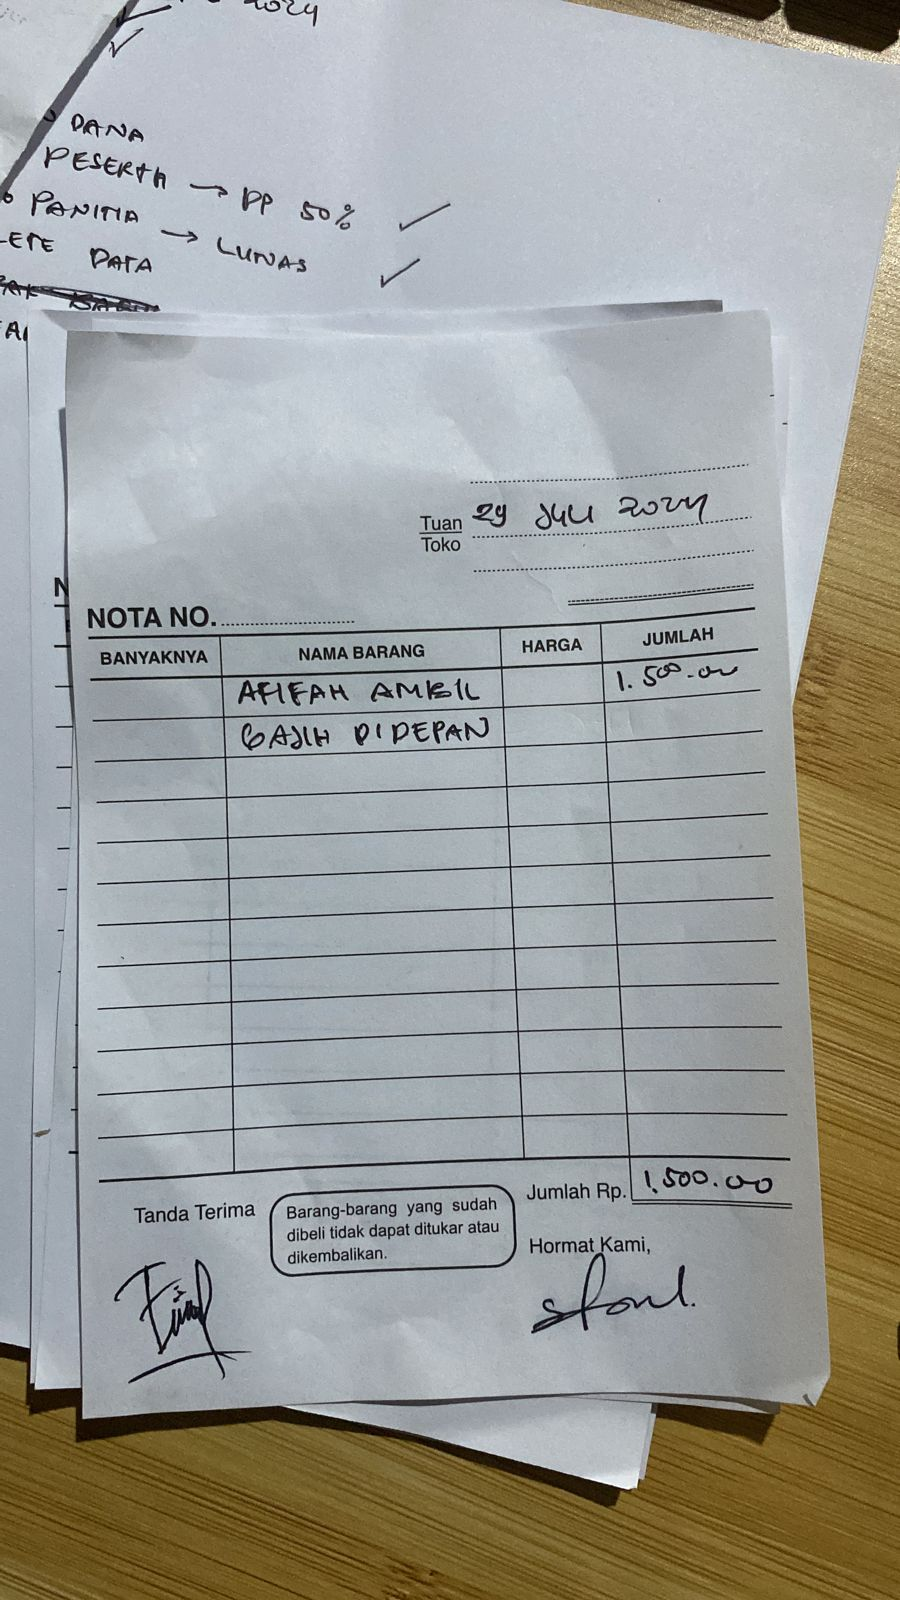 2024
DANA
PESERTA → DP 50% ✓
PANITIA → LUNAS ✓
DATA
29 JULI 2024
Tuan
Toko
NOTA NO.
BANYAKNYA NAMA BARANG HARGA JUMLAH
AFIFAH AMBIL 1.500.00
GAJIH DIDEPAN
Jumlah Rp. 1.500.00
Tanda Terima
Barang-barang yang sudah
dibeli tidak dapat ditukar atau
dikembalikan.
Hormat Kami,